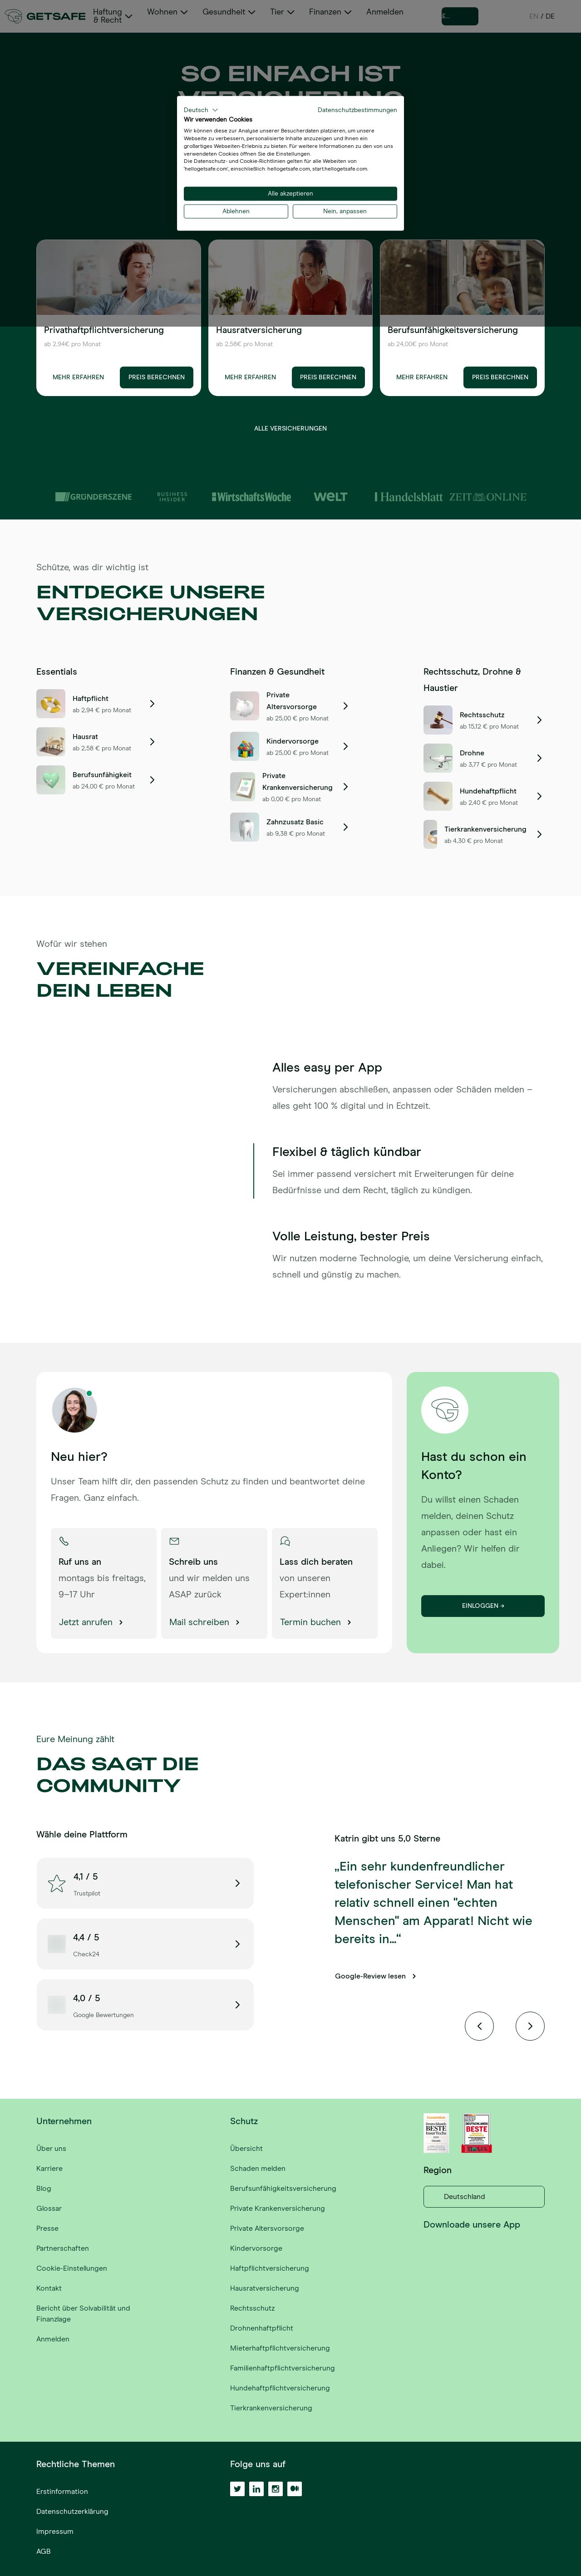 GETSAFE
Haftung
& Recht
Wohnen
Gesundheit
Tier
Finanzen
Anmelden
EN / DE
SO EINFACH IST
Deutsch
Datenschutzbestimmungen
Wir verwenden Cookies
Wir können diese zur Analyse unserer Besucherdaten platzieren, um unsere
Webseite zu verbessern, personalisierte Inhalte anzuzeigen und Ihnen ein
großartiges Webseiten-Erlebnis zu bieten. Für weitere Informationen zu den von uns
verwendeten Cookies öffnen Sie die Einstellungen.
Die Datenschutz- und Cookie-Richtlinien gelten für alle Webseiten von
'hellogetsafe.com', einschließlich: hellogetsafe.com, start.hellogetsafe.com.
Alle akzeptieren
Ablehnen
Nein, anpassen
Privathaftpflichtversicherung
ab 2,94€ pro Monat
MEHR ERFAHREN
PREIS BERECHNEN
Hausratversicherung
ab 2,58€ pro Monat
MEHR ERFAHREN
PREIS BERECHNEN
Berufsunfähigkeitsversicherung
ab 24,00€ pro Monat
MEHR ERFAHREN
PREIS BERECHNEN
ALLE VERSICHERUNGEN
GRÜNDERSZENE
BUSINESS
INSIDER
WirtschaftsWoche
WELT
Handelsblatt
ZEIT ONLINE
Schütze, was dir wichtig ist
ENTDECKE UNSERE
VERSICHERUNGEN
Essentials
Haftpflicht
ab 2,94 € pro Monat
Hausrat
ab 2,58 € pro Monat
Berufsunfähigkeit
ab 24,00 € pro Monat
Finanzen & Gesundheit
Private
Altersvorsorge
ab 25,00 € pro Monat
Kindervorsorge
ab 25,00 € pro Monat
Private
Krankenversicherung
ab 0,00 € pro Monat
Zahnzusatz Basic
ab 9,38 € pro Monat
Rechtsschutz, Drohne &
Haustier
Rechtsschutz
ab 15,12 € pro Monat
Drohne
ab 3,77 € pro Monat
Hundehaftpflicht
ab 2,40 € pro Monat
Tierkrankenversicherung
ab 4,30 € pro Monat
Wofür wir stehen
VEREINFACHE
DEIN LEBEN
Alles easy per App
Versicherungen abschließen, anpassen oder Schäden melden –
alles geht 100 % digital und in Echtzeit.
Flexibel & täglich kündbar
Sei immer passend versichert mit Erweiterungen für deine
Bedürfnisse und dem Recht, täglich zu kündigen.
Volle Leistung, bester Preis
Wir nutzen moderne Technologie, um deine Versicherung einfach,
schnell und günstig zu machen.
Neu hier?
Unser Team hilft dir, den passenden Schutz zu finden und beantwortet deine
Fragen. Ganz einfach.
Ruf uns an
montags bis freitags,
9–17 Uhr
Jetzt anrufen
Schreib uns
und wir melden uns
ASAP zurück
Mail schreiben
Lass dich beraten
von unseren
Expert:innen
Termin buchen
Hast du schon ein
Konto?
Du willst einen Schaden
melden, deinen Schutz
anpassen oder hast ein
Anliegen? Wir helfen dir
dabei.
EINLOGGEN →
Eure Meinung zählt
DAS SAGT DIE
COMMUNITY
Wähle deine Plattform
4,1 / 5
Trustpilot
4,4 / 5
Check24
4,0 / 5
Google Bewertungen
Katrin gibt uns 5,0 Sterne
„Ein sehr kundenfreundlicher
telefonischer Service! Man hat
relativ schnell einen "echten
Menschen" am Apparat! Nicht wie
bereits in...“
Google-Review lesen
Unternehmen
Über uns
Karriere
Blog
Glossar
Presse
Partnerschaften
Cookie-Einstellungen
Kontakt
Bericht über Solvabilität und
Finanzlage
Anmelden
Schutz
Übersicht
Schaden melden
Berufsunfähigkeitsversicherung
Private Krankenversicherung
Private Altersvorsorge
Kindervorsorge
Haftpflichtversicherung
Hausratversicherung
Rechtsschutz
Drohnenhaftpflicht
Mieterhaftpflichtversicherung
Familienhaftpflichtversicherung
Hundehaftpflichtversicherung
Tierkrankenversicherung
BESTE
BESTE
Region
Deutschland
Downloade unsere App
Rechtliche Themen
Erstinformation
Datenschutzerklärung
Impressum
AGB
Folge uns auf